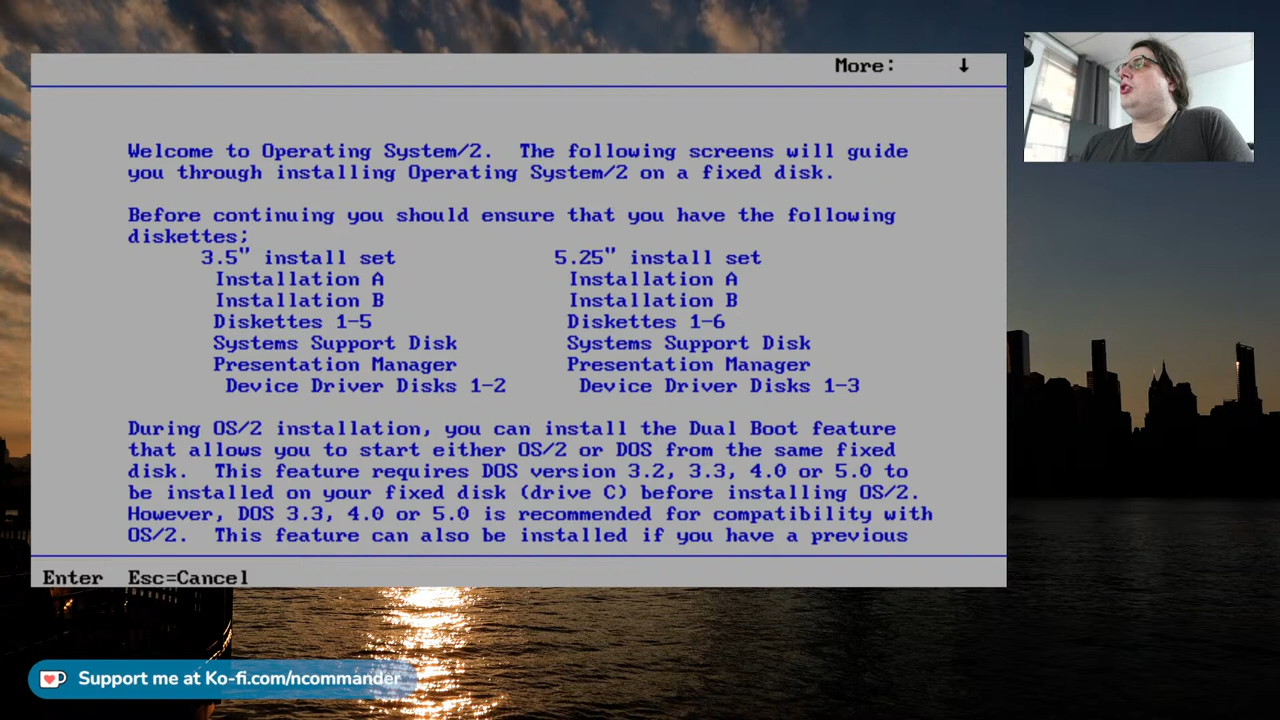 More: ↓
Welcome to Operating System/2. The following screens will guide
you through installing Operating System/2 on a fixed disk.
Before continuing you should ensure that you have the following
diskettes;
3.5" install set 5.25" install set
Installation A Installation A
Installation B Installation B
Diskettes 1-5 Diskettes 1-6
Systems Support Disk Systems Support Disk
Presentation Manager Presentation Manager
Device Driver Disks 1-2 Device Driver Disks 1-3
During OS/2 installation, you can install the Dual Boot feature
that allows you to start either OS/2 or DOS from the same fixed
disk. This feature requires DOS version 3.2, 3.3, 4.0 or 5.0 to
be installed on your fixed disk (drive C) before installing OS/2.
However, DOS 3.3, 4.0 or 5.0 is recommended for compatibility with
OS/2. This feature can also be installed if you have a previous
Enter Esc=Cancel
Support me at Ko-fi.com/ncommander